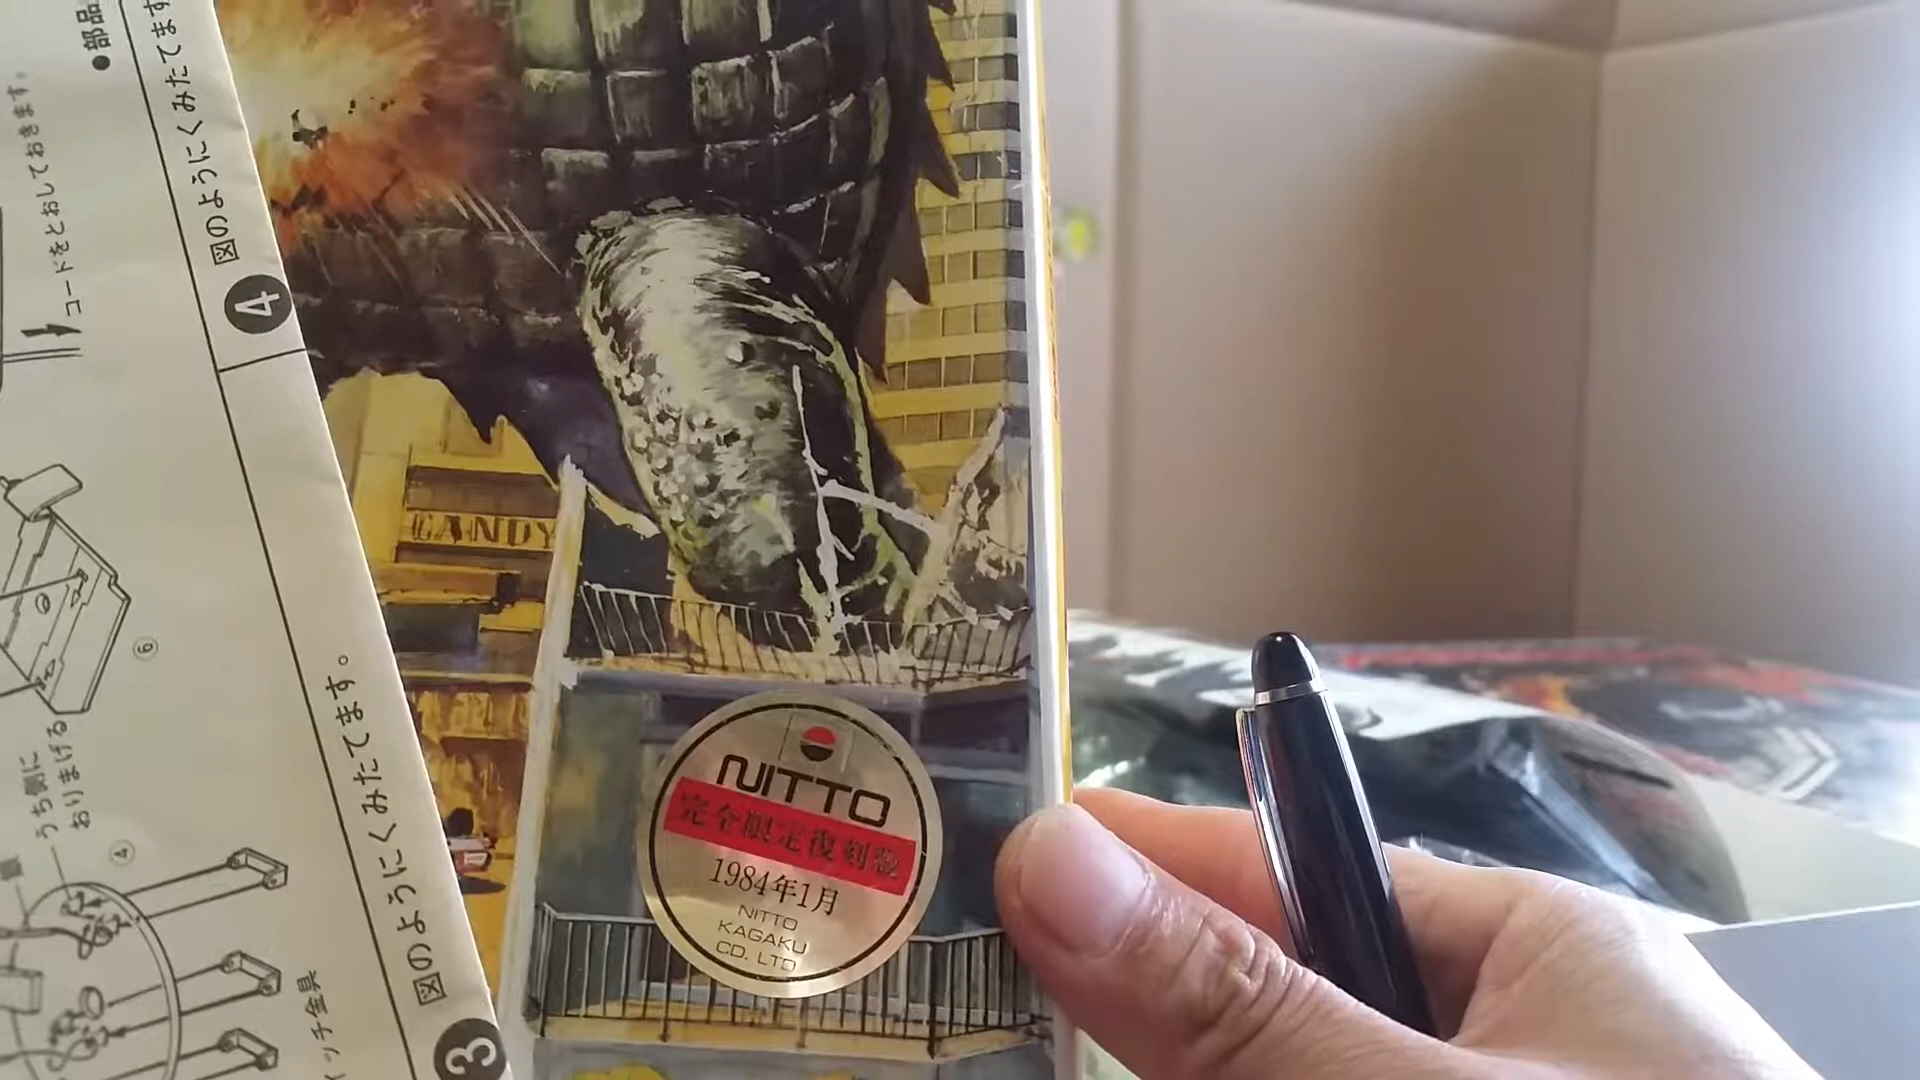 ●部品
コードをとおしておきます。
4 図のようにくみたてます
⑥
うち側に
おりまげる
④
イッチ金具
3 図のようにくみたてます。
CANDY
NITTO
完全限定復刻版
1984年1月
NITTO
KAGAKU
CO. LTD